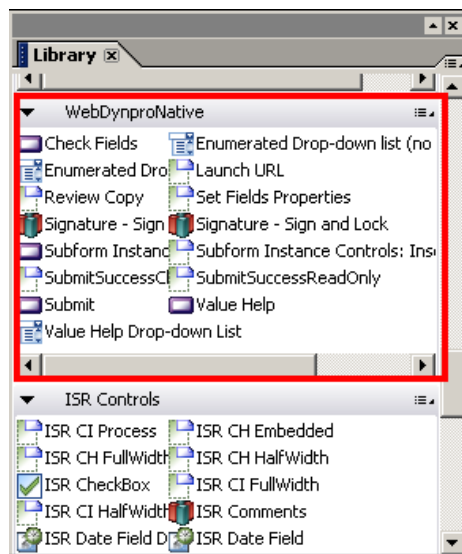 Library
WebDynproNative
Check Fields Enumerated Drop-down list (no
Enumerated Dro Launch URL
Review Copy Set Fields Properties
Signature - Sign Signature - Sign and Lock
Subform Instanc Subform Instance Controls: Inse
SubmitSuccessCl SubmitSuccessReadOnly
Submit Value Help
Value Help Drop-down List
ISR Controls
ISR CI Process ISR CH Embedded
ISR CH FullWidth ISR CH HalfWidth
ISR CheckBox ISR CI FullWidth
ISR CI HalfWidth ISR Comments
ISR Date Field D ISR Date Field